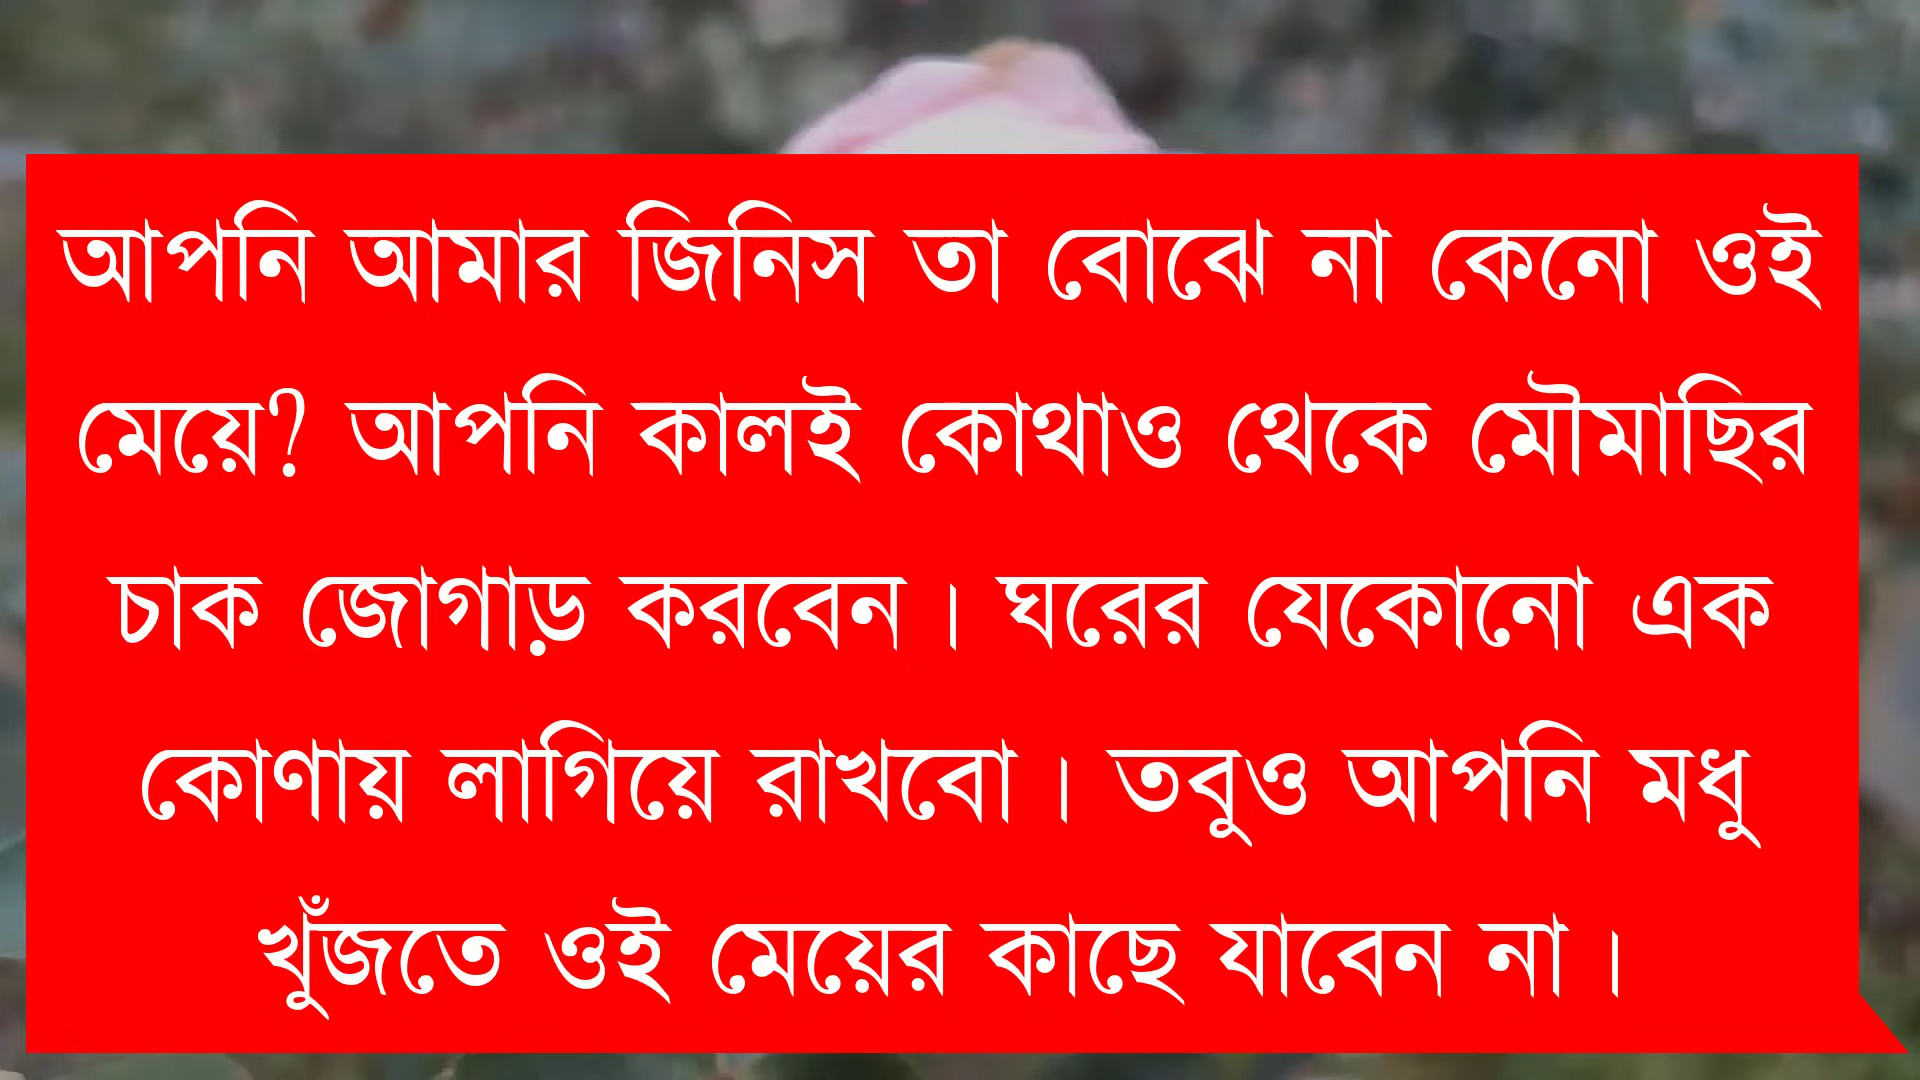 আপনি আমার জিনিস তা বোঝে না কেনো ওই
মেয়ে? আপনি কালই কোথাও থেকে মৌমাছির
চাক জোগাড় করবেন। ঘরের যেকোনো এক
কোণায় লাগিয়ে রাখবো। তবুও আপনি মধু
খুঁজতে ওই মেয়ের কাছে যাবেন না।